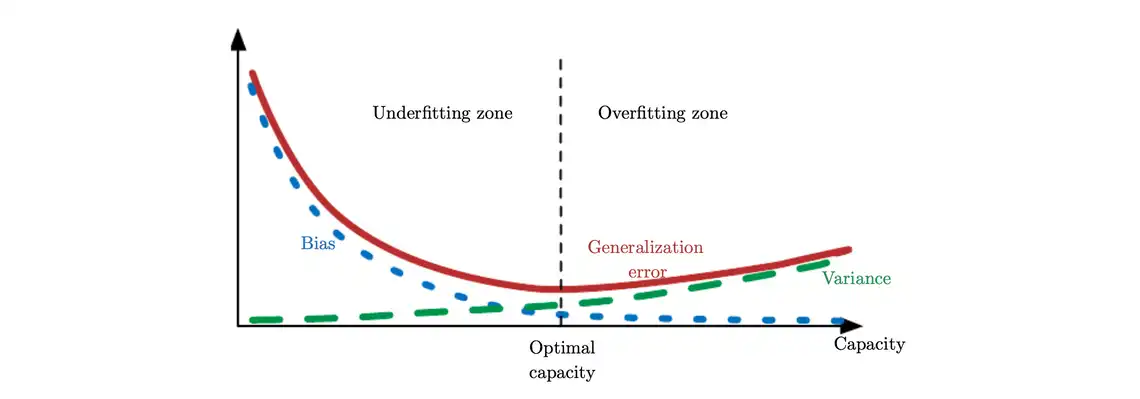 Underfitting zone
Overfitting zone
Bias
Generalization
error
Variance
Capacity
Optimal
capacity